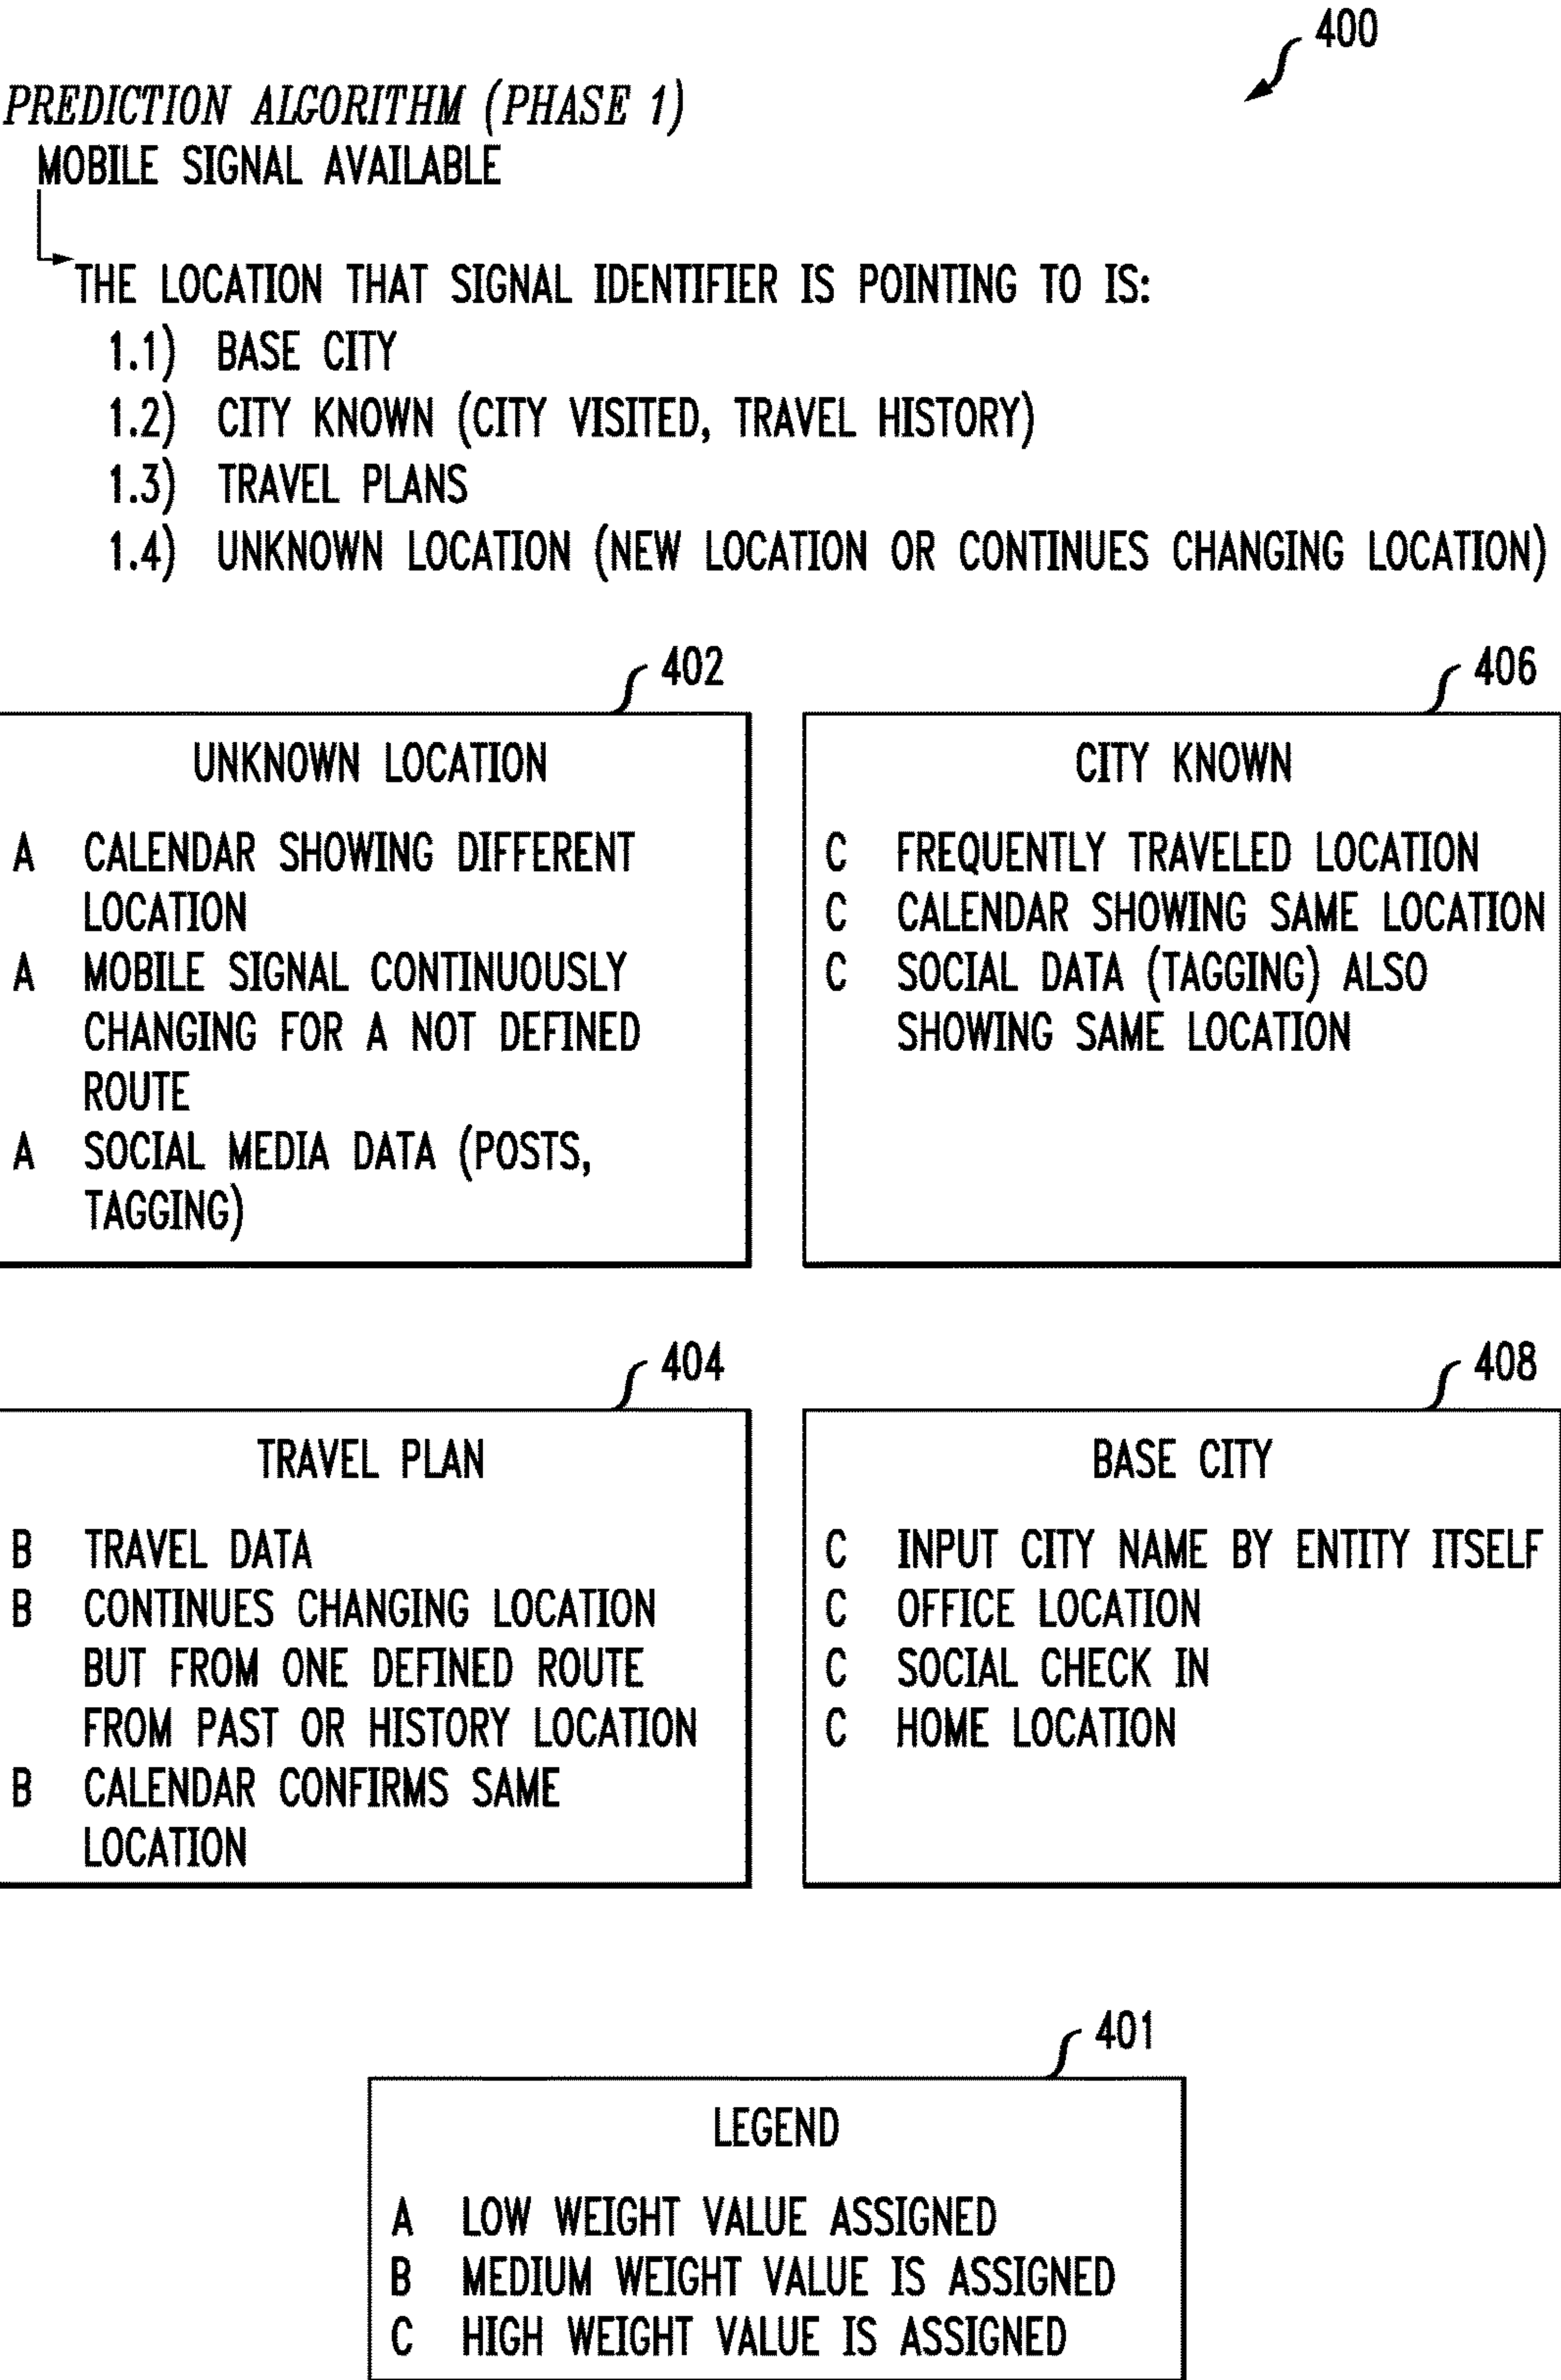 400
PREDICTION ALGORITHM (PHASE 1)
MOBILE SIGNAL AVAILABLE
THE LOCATION THAT SIGNAL IDENTIFIER IS POINTING TO IS:
1.1) BASE CITY
1.2) CITY KNOWN (CITY VISITED, TRAVEL HISTORY)
1.3) TRAVEL PLANS
1.4) UNKNOWN LOCATION (NEW LOCATION OR CONTINUES CHANGING LOCATION)
402
UNKNOWN LOCATION
A CALENDAR SHOWING DIFFERENT
LOCATION
A MOBILE SIGNAL CONTINUOUSLY
CHANGING FOR A NOT DEFINED
ROUTE
A SOCIAL MEDIA DATA (POSTS,
TAGGING)
406
CITY KNOWN
C FREQUENTLY TRAVELED LOCATION
C CALENDAR SHOWING SAME LOCATION
C SOCIAL DATA (TAGGING) ALSO
SHOWING SAME LOCATION
404
TRAVEL PLAN
B TRAVEL DATA
B CONTINUES CHANGING LOCATION
BUT FROM ONE DEFINED ROUTE
FROM PAST OR HISTORY LOCATION
B CALENDAR CONFIRMS SAME
LOCATION
408
BASE CITY
C INPUT CITY NAME BY ENTITY ITSELF
C OFFICE LOCATION
C SOCIAL CHECK IN
C HOME LOCATION
401
LEGEND
A LOW WEIGHT VALUE ASSIGNED
B MEDIUM WEIGHT VALUE IS ASSIGNED
C HIGH WEIGHT VALUE IS ASSIGNED